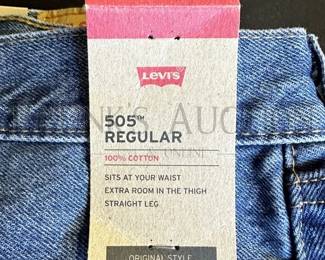 Levi's
505™
REGULAR
100% COTTON
SITS AT YOUR WAIST
EXTRA ROOM IN THE THIGH
STRAIGHT LEG
ORIGINAL STYLE